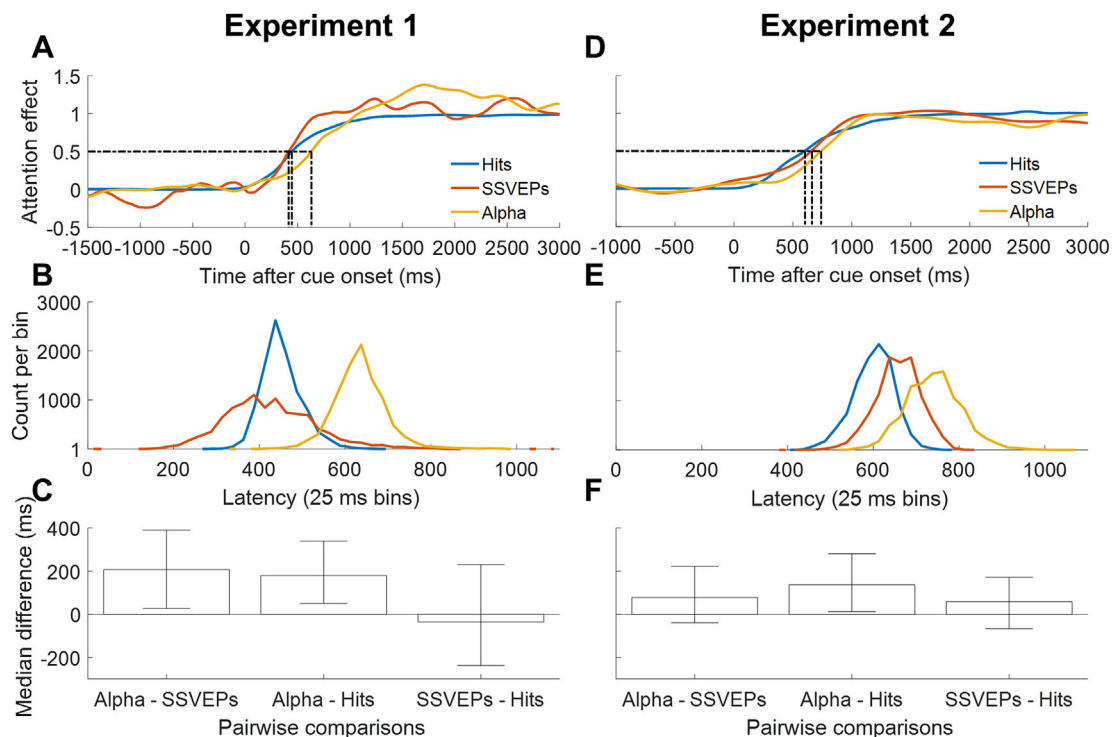 Experiment 1
Experiment 2
A
D
1.5
1
0.5
0
-0.5
Attention effect
Hits
SSVEPs
Alpha
-1500 -1000 -500 0 500 1000 1500 2000 2500 3000
Time after cue onset (ms)
Hits
SSVEPs
Alpha
-1000 -500 0 500 1000 1500 2000 2500 3000
Time after cue onset (ms)
B
E
3000
2000
1000
1
Count per bin
0 200 400 600 800 1000
Latency (25 ms bins)
0 200 400 600 800 1000
Latency (25 ms bins)
C
F
400
200
0
-200
Median difference (ms)
Alpha - SSVEPs Alpha - Hits SSVEPs - Hits
Pairwise comparisons
Alpha - SSVEPs Alpha - Hits SSVEPs - Hits
Pairwise comparisons